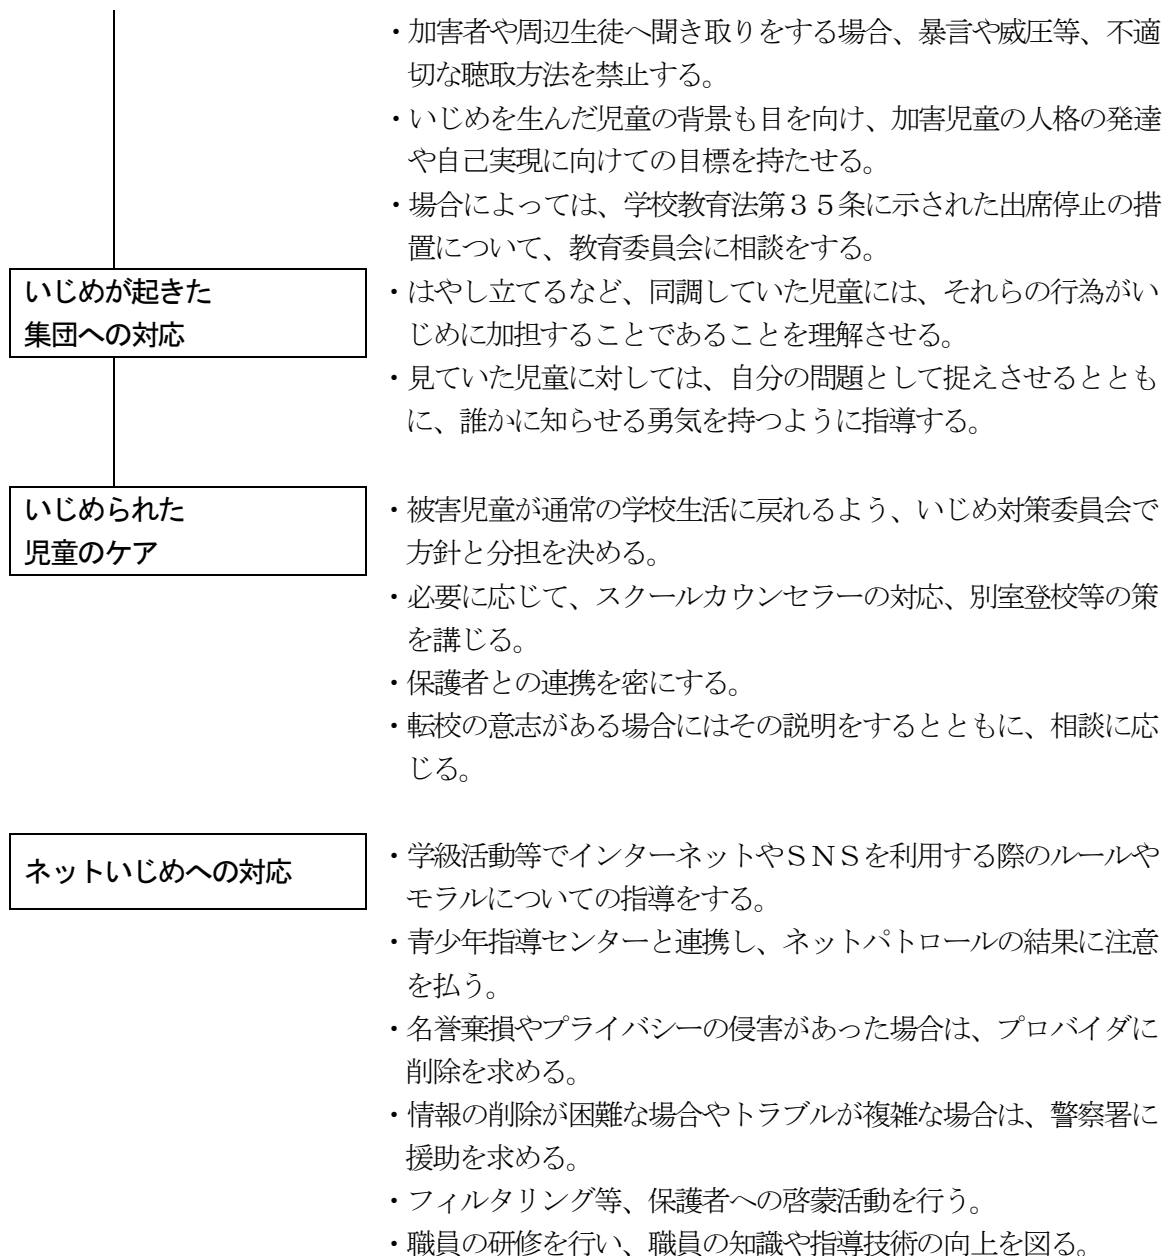 ・加害者や周辺生徒へ聞き取りをする場合、暴言や威圧等、不適
切な聴取方法を禁止する。
・いじめを生んだ児童の背景も目を向け、加害児童の人格の発達
や自己実現に向けての目標を持たせる。
・場合によっては、学校教育法第３５条に示された出席停止の措
置について、教育委員会に相談をする。
いじめが起きた
集団への対応
・はやし立てるなど、同調していた児童には、それらの行為がい
じめに加担することであることを理解させる。
・見ていた児童に対しては、自分の問題として捉えさせるととも
に、誰かに知らせる勇気を持つように指導する。
いじめられた
児童のケア
・被害児童が通常の学校生活に戻れるよう、いじめ対策委員会で
方針と分担を決める。
・必要に応じて、スクールカウンセラーの対応、別室登校等の策
を講じる。
・保護者との連携を密にする。
・転校の意志がある場合にはその説明をするとともに、相談に応
じる。
ネットいじめへの対応
・学級活動等でインターネットやＳＮＳを利用する際のルールや
モラルについての指導をする。
・青少年指導センターと連携し、ネットパトロールの結果に注意
を払う。
・名誉棄損やプライバシーの侵害があった場合は、プロバイダに
削除を求める。
・情報の削除が困難な場合やトラブルが複雑な場合は、警察署に
援助を求める。
・フィルタリング等、保護者への啓蒙活動を行う。
・職員の研修を行い、職員の知識や指導技術の向上を図る。